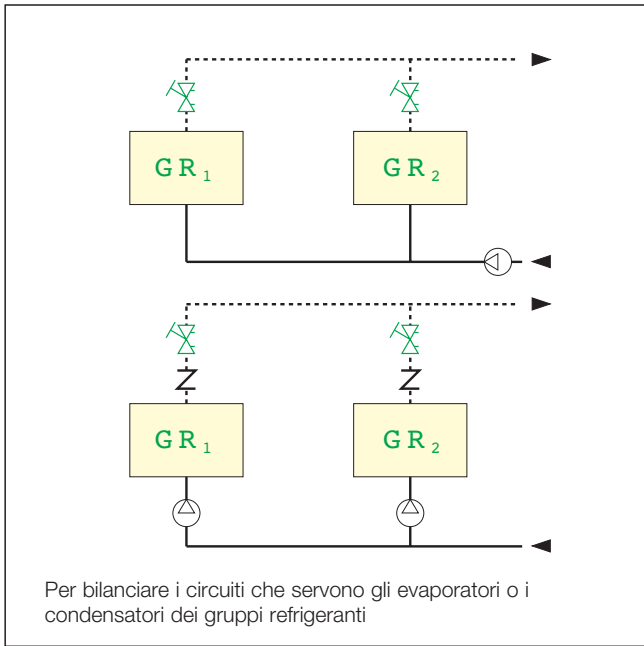 GR₁ GR₂
GR₁ GR₂
Per bilanciare i circuiti che servono gli evaporatori o i
condensatori dei gruppi refrigeranti